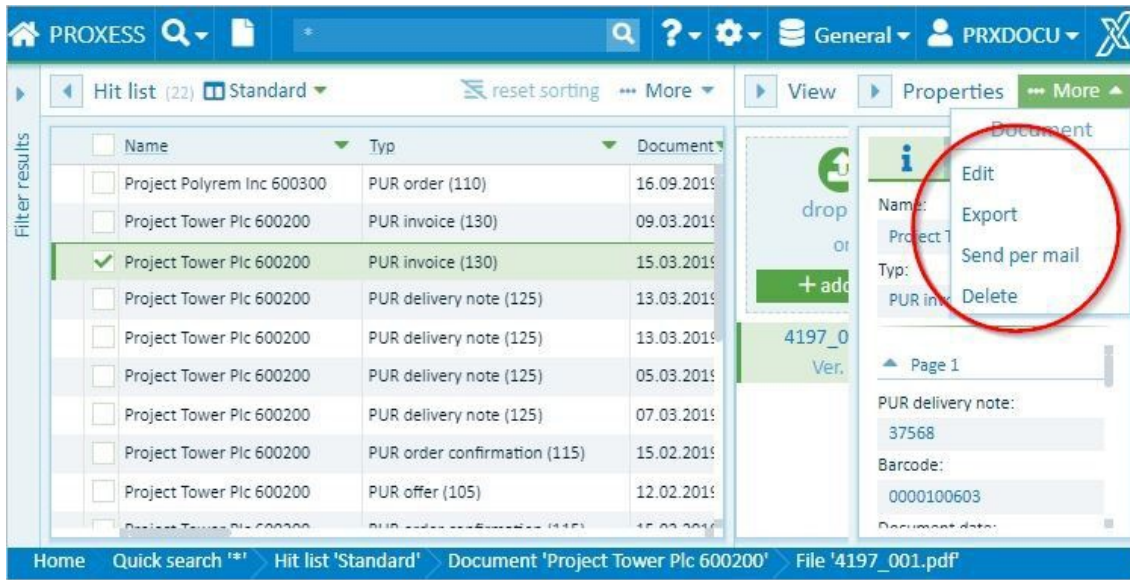 PROXESS * ? General PRXDOCU
Filter results
Hit list (22) Standard reset sorting ••• More
View
Properties ••• More
Name Typ Document
Project Polyrem Inc 600300 PUR order (110) 16.09.2019
Project Tower Plc 600200 PUR invoice (130) 09.03.2019
Project Tower Plc 600200 PUR invoice (130) 15.03.2019
Project Tower Plc 600200 PUR delivery note (125) 13.03.2019
Project Tower Plc 600200 PUR delivery note (125) 13.03.2019
Project Tower Plc 600200 PUR delivery note (125) 05.03.2019
Project Tower Plc 600200 PUR delivery note (125) 07.03.2019
Project Tower Plc 600200 PUR order confirmation (115) 15.02.2019
Project Tower Plc 600200 PUR offer (105) 12.02.2019
drop
or
+ add
4197_0
Ver.
Document
Edit
Export
Send per mail
Delete
i
Name:
Project T
Typ:
PUR inv
Page 1
PUR delivery note:
37568
Barcode:
0000100603
Document date:
Home Quick search '*' Hit list 'Standard' Document 'Project Tower Plc 600200' File '4197_001.pdf'